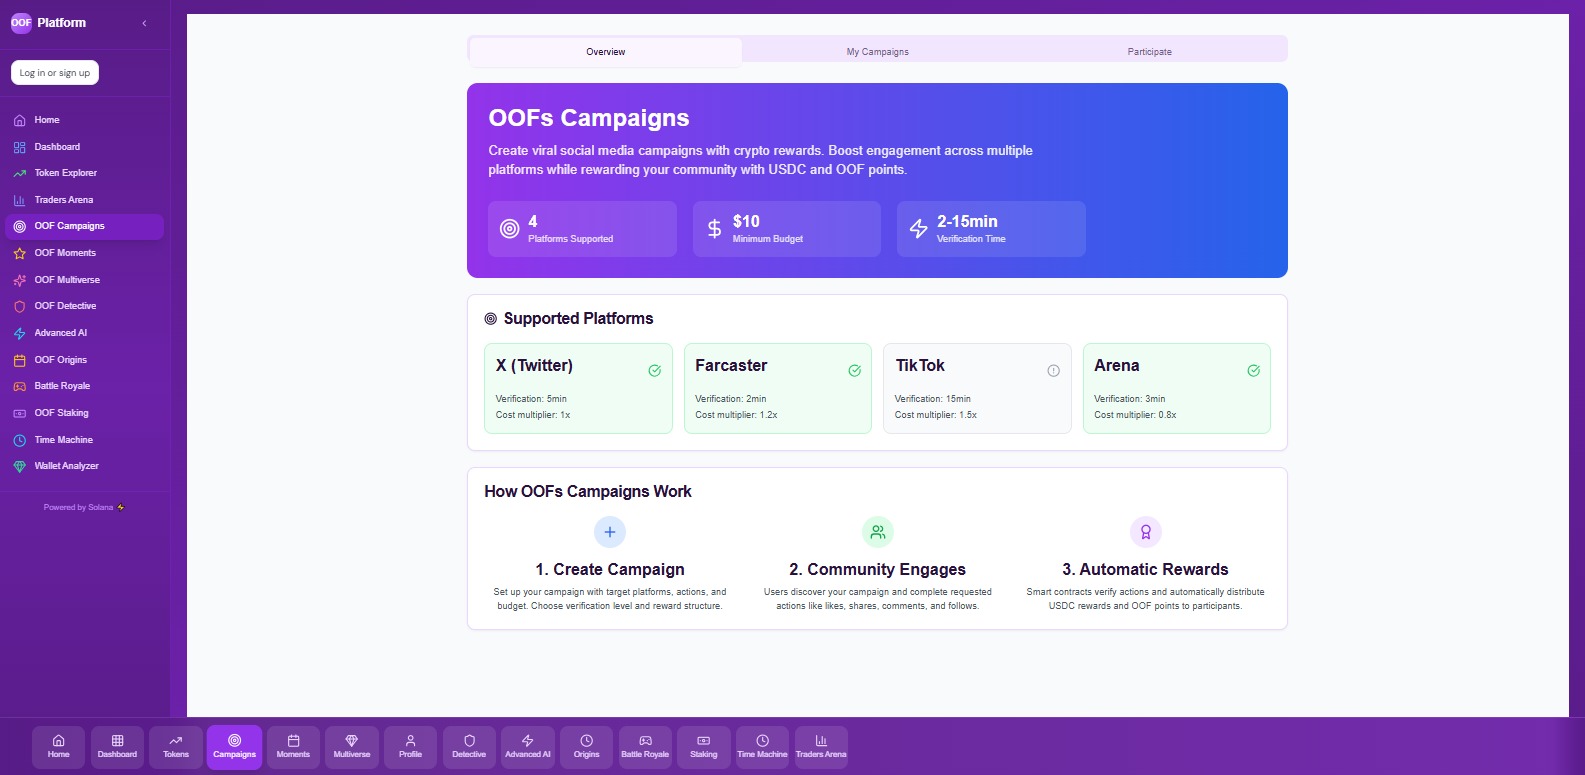 OOF Platform
Log in or sign up
Home
Dashboard
Token Explorer
Traders Arena
OOF Campaigns
OOF Moments
OOF Multiverse
OOF Detective
Advanced AI
OOF Origins
Battle Royale
OOF Staking
Time Machine
Wallet Analyzer
Powered by Solana ⚡
Overview My Campaigns Participate
OOFs Campaigns
Create viral social media campaigns with crypto rewards. Boost engagement across multiple
platforms while rewarding your community with USDC and OOF points.
4
Platforms Supported
$10
Minimum Budget
2-15min
Verification Time
Supported Platforms
X (Twitter)
Verification: 5min
Cost multiplier: 1x
Farcaster
Verification: 2min
Cost multiplier: 1.2x
TikTok
Verification: 15min
Cost multiplier: 1.5x
Arena
Verification: 3min
Cost multiplier: 0.8x
How OOFs Campaigns Work
1. Create Campaign
Set up your campaign with target platforms, actions, and
budget. Choose verification level and reward structure.
2. Community Engages
Users discover your campaign and complete requested
actions like likes, shares, comments, and follows.
3. Automatic Rewards
Smart contracts verify actions and automatically distribute
USDC rewards and OOF points to participants.
Home Dashboard Tokens Campaigns Moments Multiverse Profile Detective Advanced AI Origins Battle Royale Staking Time Machine Traders Arena